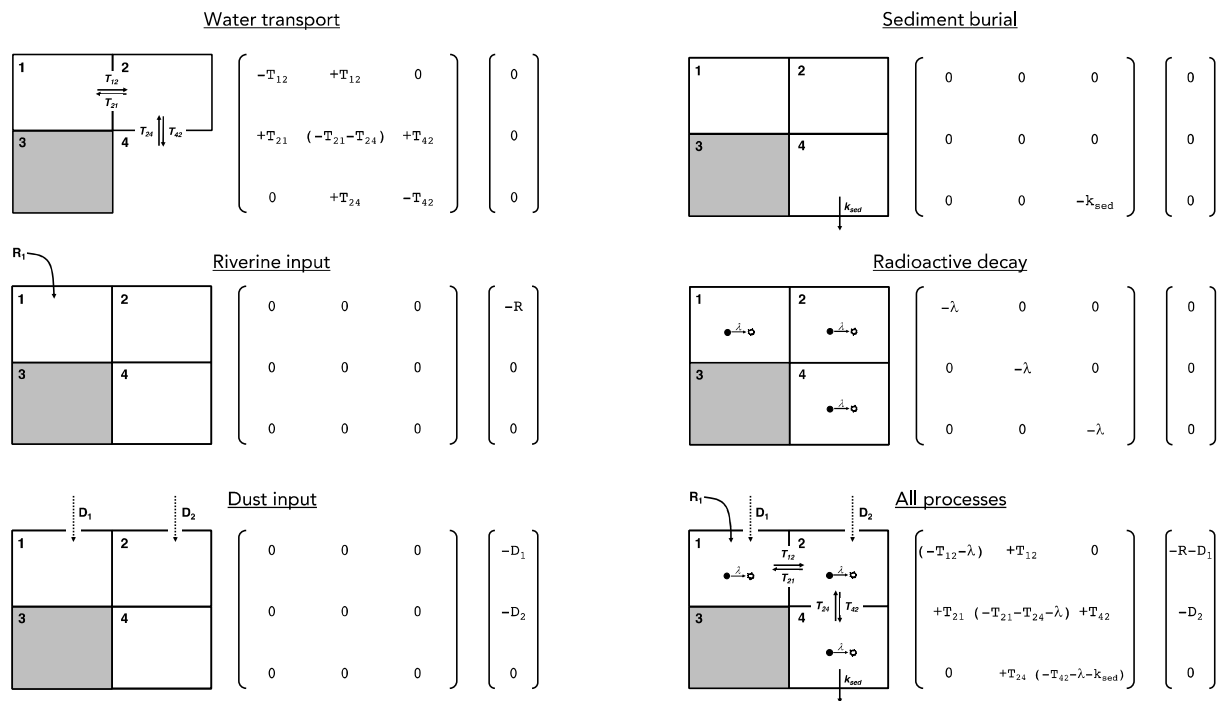 Water transport
1 2
T12
T21
T24 T42
3 4
-T12 +T12 0 0
+T21 (-T21-T24) +T42 0
0 +T24 -T42 0
Sediment burial
1 2
3 4
ksed
0 0 0 0
0 0 0 0
0 0 -ksed 0
Riverine input
R1
1 2
3 4
0 0 0 -R
0 0 0 0
0 0 0 0
Radioactive decay
1 2
λ λ
3 4
λ
-λ 0 0 0
0 -λ 0 0
0 0 -λ 0
Dust input
D1 D2
1 2
3 4
0 0 0 -D1
0 0 0 -D2
0 0 0 0
All processes
R1 D1 D2
1 2
T12
λ T21 λ
T24 T42
3 4
λ
ksed
(-T12-λ) +T12 0 -R-D1
+T21 (-T21-T24-λ) +T42 -D2
0 +T24 (-T42-λ-ksed) 0